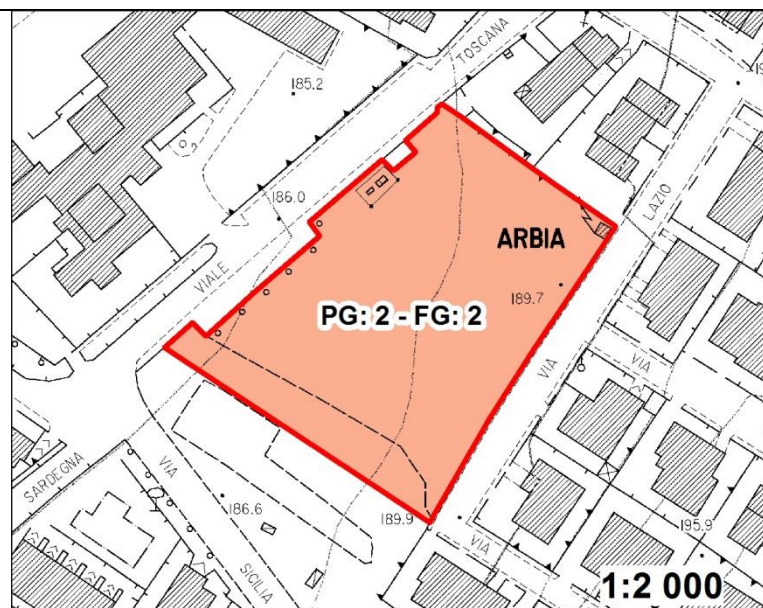 TOSCANA
185.2
LAZIO
186.0
ARBIA
VIALE
189.7
PG: 2 - FG: 2
VIA
VIA
SARDEGNA
VIA
186.6
189.9
195.9
VIA
SICILIA
1:2 000